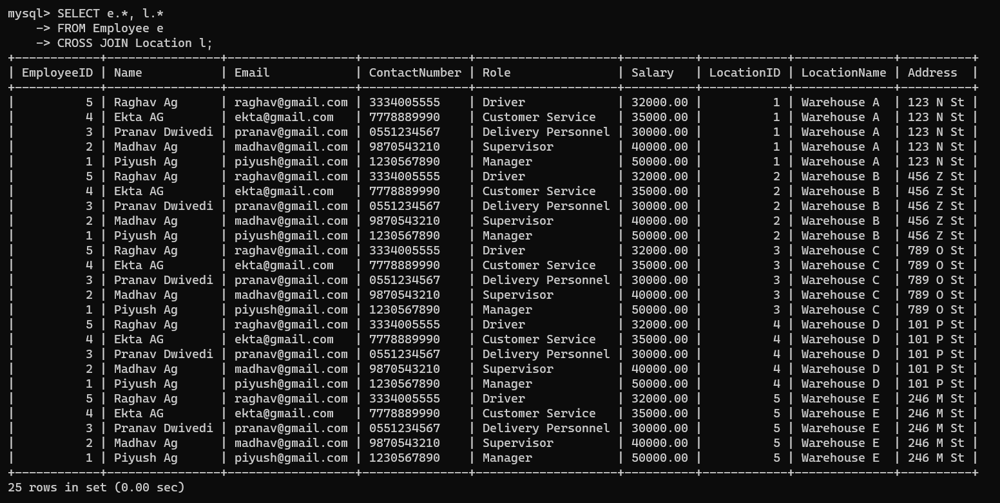 mysql> SELECT e.*, l.*
    -> FROM Employee e
    -> CROSS JOIN Location l;
+------------+----------------+------------------+---------------+--------------------+----------+------------+--------------+----------+
| EmployeeID | Name           | Email            | ContactNumber | Role               | Salary   | LocationID | LocationName | Address  |
+------------+----------------+------------------+---------------+--------------------+----------+------------+--------------+----------+
|          5 | Raghav Ag      | raghav@gmail.com | 3334005555    | Driver             | 32000.00 |          1 | Warehouse A  | 123 N St |
|          4 | Ekta AG        | ekta@gmail.com   | 7778889990    | Customer Service   | 35000.00 |          1 | Warehouse A  | 123 N St |
|          3 | Pranav Dwivedi | pranav@gmail.com | 0551234567    | Delivery Personnel | 30000.00 |          1 | Warehouse A  | 123 N St |
|          2 | Madhav Ag      | madhav@gmail.com | 9870543210    | Supervisor         | 40000.00 |          1 | Warehouse A  | 123 N St |
|          1 | Piyush Ag      | piyush@gmail.com | 1230567890    | Manager            | 50000.00 |          1 | Warehouse A  | 123 N St |
|          5 | Raghav Ag      | raghav@gmail.com | 3334005555    | Driver             | 32000.00 |          2 | Warehouse B  | 456 Z St |
|          4 | Ekta AG        | ekta@gmail.com   | 7778889990    | Customer Service   | 35000.00 |          2 | Warehouse B  | 456 Z St |
|          3 | Pranav Dwivedi | pranav@gmail.com | 0551234567    | Delivery Personnel | 30000.00 |          2 | Warehouse B  | 456 Z St |
|          2 | Madhav Ag      | madhav@gmail.com | 9870543210    | Supervisor         | 40000.00 |          2 | Warehouse B  | 456 Z St |
|          1 | Piyush Ag      | piyush@gmail.com | 1230567890    | Manager            | 50000.00 |          2 | Warehouse B  | 456 Z St |
|          5 | Raghav Ag      | raghav@gmail.com | 3334005555    | Driver             | 32000.00 |          3 | Warehouse C  | 789 O St |
|          4 | Ekta AG        | ekta@gmail.com   | 7778889990    | Customer Service   | 35000.00 |          3 | Warehouse C  | 789 O St |
|          3 | Pranav Dwivedi | pranav@gmail.com | 0551234567    | Delivery Personnel | 30000.00 |          3 | Warehouse C  | 789 O St |
|          2 | Madhav Ag      | madhav@gmail.com | 9870543210    | Supervisor         | 40000.00 |          3 | Warehouse C  | 789 O St |
|          1 | Piyush Ag      | piyush@gmail.com | 1230567890    | Manager            | 50000.00 |          3 | Warehouse C  | 789 O St |
|          5 | Raghav Ag      | raghav@gmail.com | 3334005555    | Driver             | 32000.00 |          4 | Warehouse D  | 101 P St |
|          4 | Ekta AG        | ekta@gmail.com   | 7778889990    | Customer Service   | 35000.00 |          4 | Warehouse D  | 101 P St |
|          3 | Pranav Dwivedi | pranav@gmail.com | 0551234567    | Delivery Personnel | 30000.00 |          4 | Warehouse D  | 101 P St |
|          2 | Madhav Ag      | madhav@gmail.com | 9870543210    | Supervisor         | 40000.00 |          4 | Warehouse D  | 101 P St |
|          1 | Piyush Ag      | piyush@gmail.com | 1230567890    | Manager            | 50000.00 |          4 | Warehouse D  | 101 P St |
|          5 | Raghav Ag      | raghav@gmail.com | 3334005555    | Driver             | 32000.00 |          5 | Warehouse E  | 246 M St |
|          4 | Ekta AG        | ekta@gmail.com   | 7778889990    | Customer Service   | 35000.00 |          5 | Warehouse E  | 246 M St |
|          3 | Pranav Dwivedi | pranav@gmail.com | 0551234567    | Delivery Personnel | 30000.00 |          5 | Warehouse E  | 246 M St |
|          2 | Madhav Ag      | madhav@gmail.com | 9870543210    | Supervisor         | 40000.00 |          5 | Warehouse E  | 246 M St |
|          1 | Piyush Ag      | piyush@gmail.com | 1230567890    | Manager            | 50000.00 |          5 | Warehouse E  | 246 M St |
+------------+----------------+------------------+---------------+--------------------+----------+------------+--------------+----------+
25 rows in set (0.00 sec)